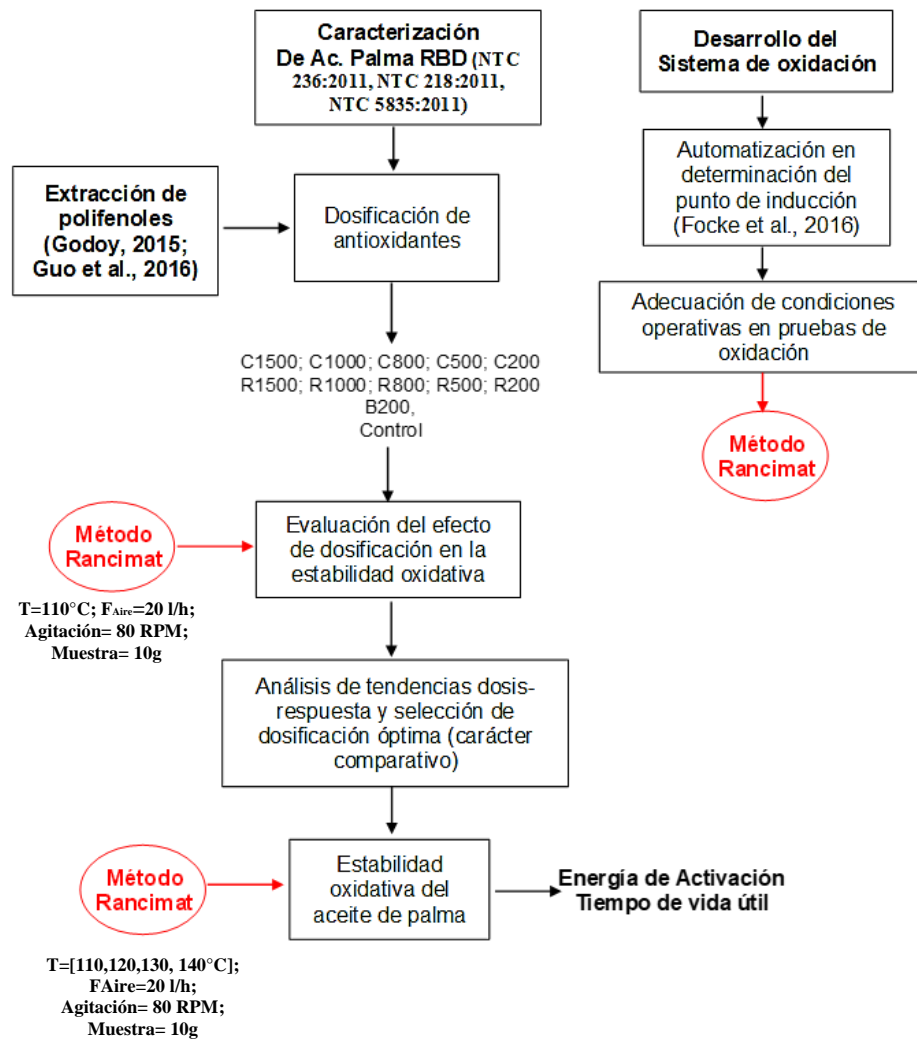 Caracterización
De Ac. Palma RBD (NTC
236:2011, NTC 218:2011,
NTC 5835:2011)
Desarrollo del
Sistema de oxidación
Extracción de
polifenoles
(Godoy, 2015;
Guo et al., 2016)
Dosificación de
antioxidantes
Automatización en
determinación del
punto de inducción
(Focke et al., 2016)
Adecuación de condiciones
operativas en pruebas de
oxidación
C1500; C1000; C800; C500; C200
R1500; R1000; R800; R500; R200
B200,
Control
Método
Rancimat
Método
Rancimat
T=110°C; FAire=20 l/h;
Agitación= 80 RPM;
Muestra= 10g
Evaluación del efecto
de dosificación en la
estabilidad oxidativa
Análisis de tendencias dosis-
respuesta y selección de
dosificación óptima (carácter
comparativo)
Método
Rancimat
T=[110,120,130, 140°C];
FAire=20 l/h;
Agitación= 80 RPM;
Muestra= 10g
Estabilidad
oxidativa del
aceite de palma
Energía de Activación
Tiempo de vida útil